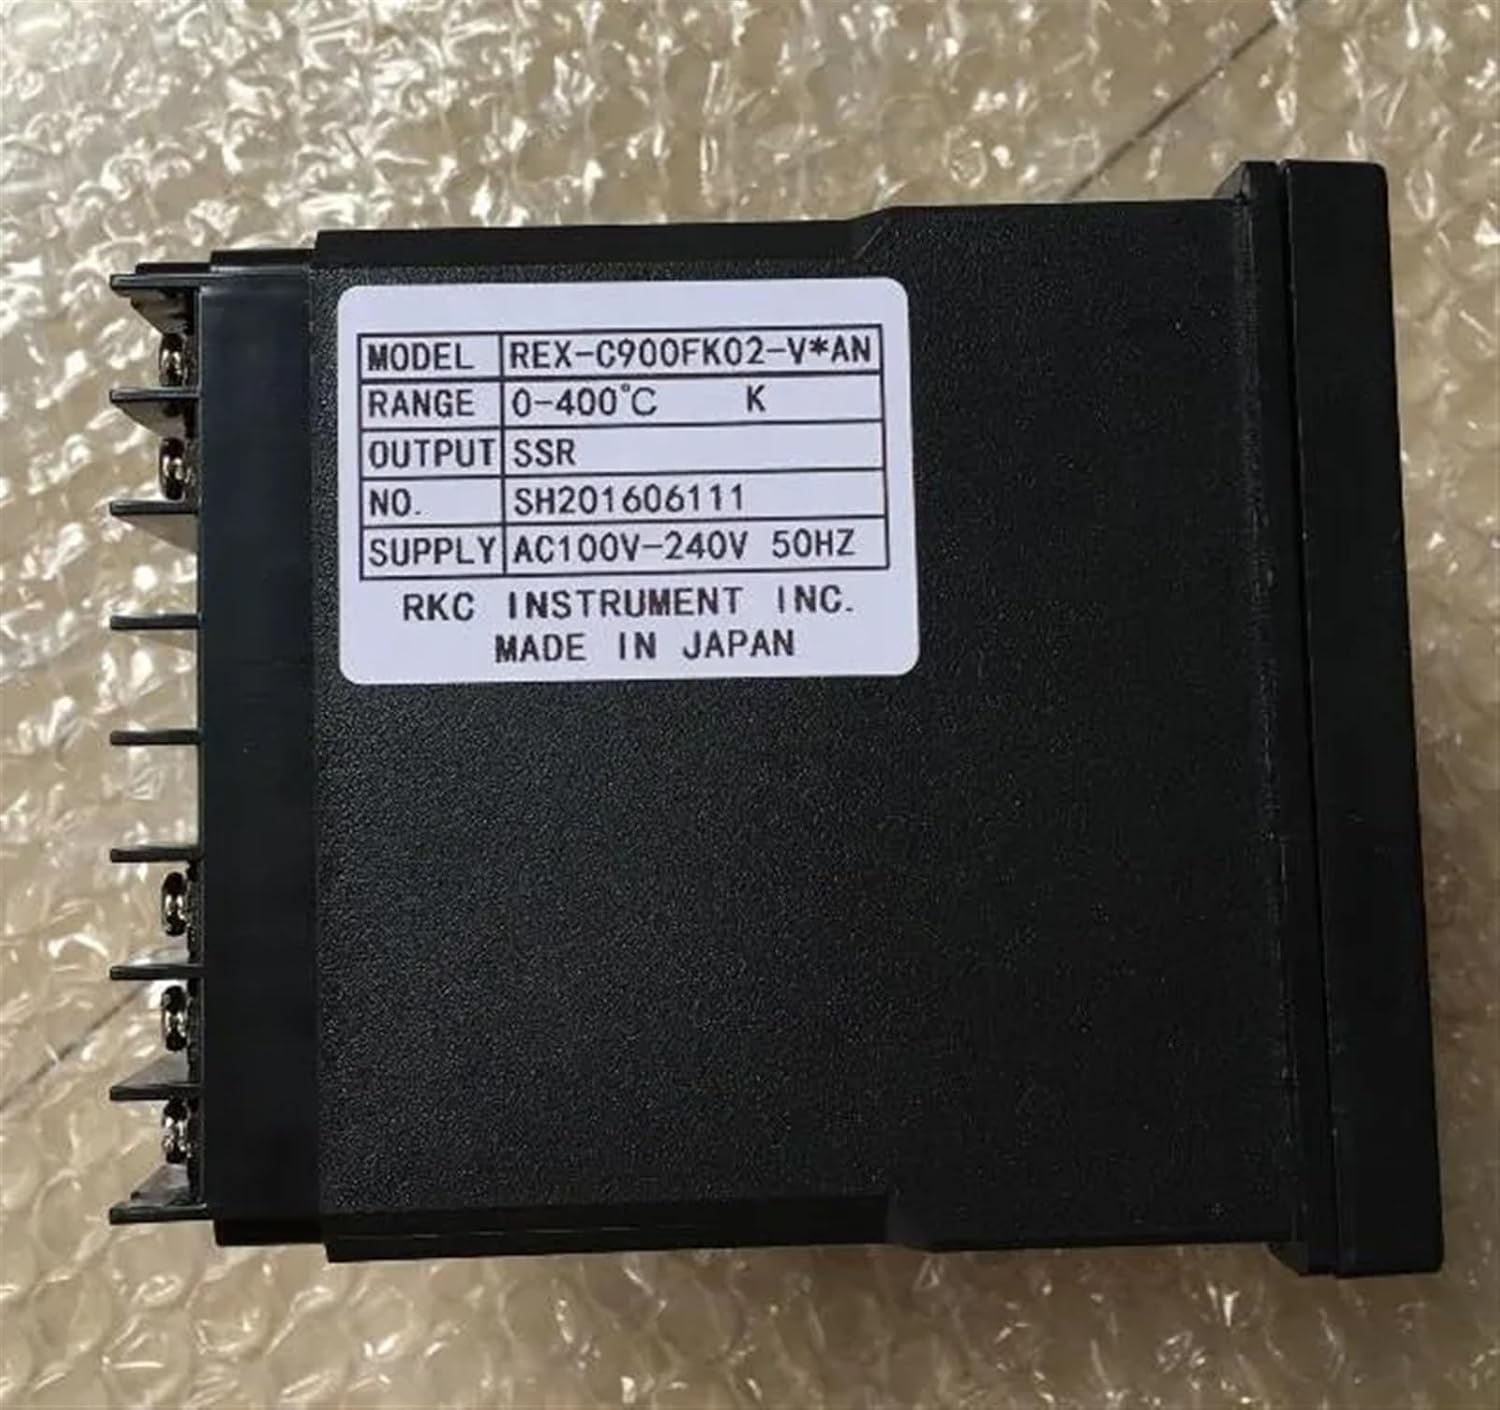 MODEL REX-C900FK02-V*AN
RANGE 0-400℃ K
OUTPUT SSR
NO. SH201606111
SUPPLY AC100V-240V 50HZ
RKC INSTRUMENT INC.
MADE IN JAPAN